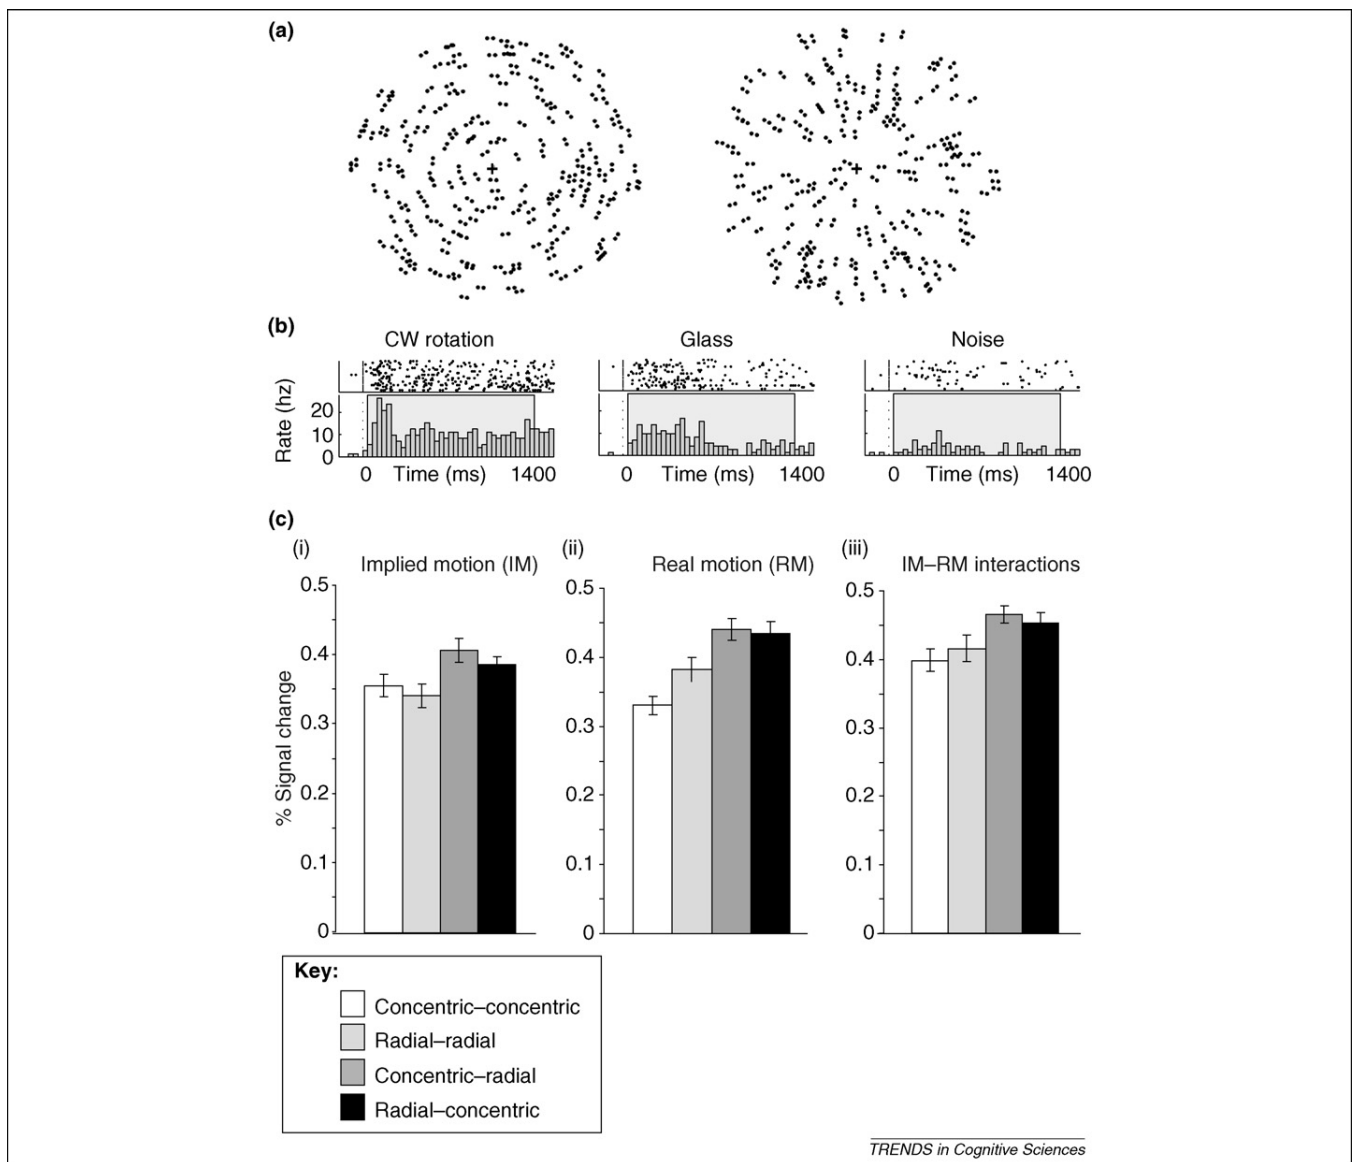 (a)
(b)
CW rotation
Glass
Noise
Rate (hz)
20
10
0
0 Time (ms) 1400
0 Time (ms) 1400
0 Time (ms) 1400
(c)
(i)
Implied motion (IM)
(ii)
Real motion (RM)
(iii)
IM–RM interactions
% Signal change
0.5
0.4
0.3
0.2
0.1
0
0.5
0.4
0.3
0.2
0.1
0
0.5
0.4
0.3
0.2
0.1
0
Key:
Concentric–concentric
Radial–radial
Concentric–radial
Radial–concentric
TRENDS in Cognitive Sciences